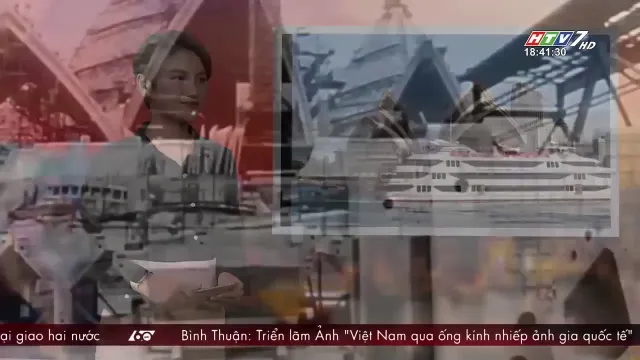 HTV7 HD
18:41:30
ại giao hai nước 60 Bình Thuận: Triển lãm Ảnh "Việt Nam qua ống kính nhiếp ảnh gia quốc tế"